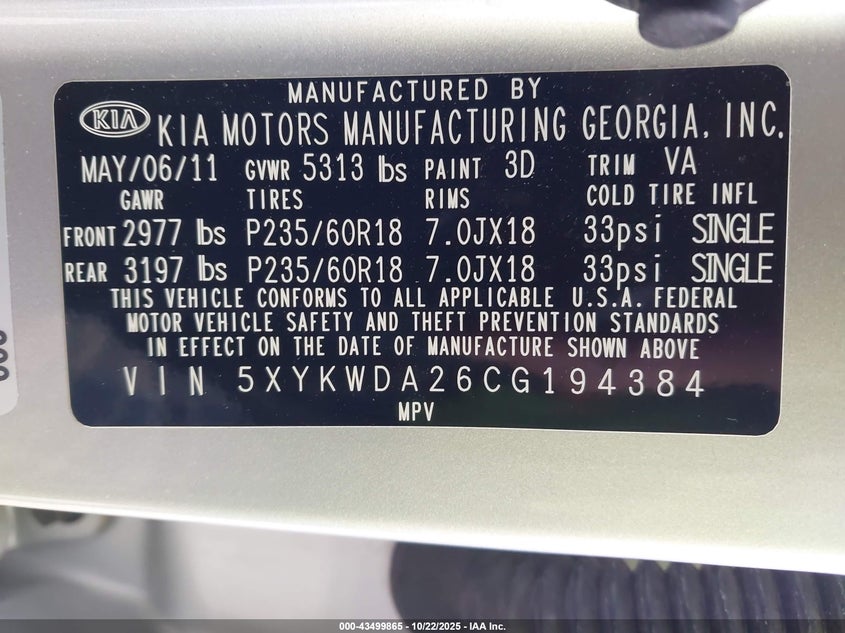 MANUFACTURED BY
KIA KIA MOTORS MANUFACTURING GEORGIA, INC.
MAY/06/11 GVWR 5313 lbs PAINT 3D TRIM VA
GAWR TIRES RIMS COLD TIRE INFL
FRONT 2977 lbs P235/60R18 7.0JX18 33psi SINGLE
REAR 3197 lbs P235/60R18 7.0JX18 33psi SINGLE
THIS VEHICLE CONFORMS TO ALL APPLICABLE U.S.A. FEDERAL
MOTOR VEHICLE SAFETY AND THEFT PREVENTION STANDARDS
IN EFFECT ON THE DATE OF MANUFACTURE SHOWN ABOVE
VIN 5XYKWDA26CG194384
MPV
000-43499865 - 10/22/2025 - IAA Inc.